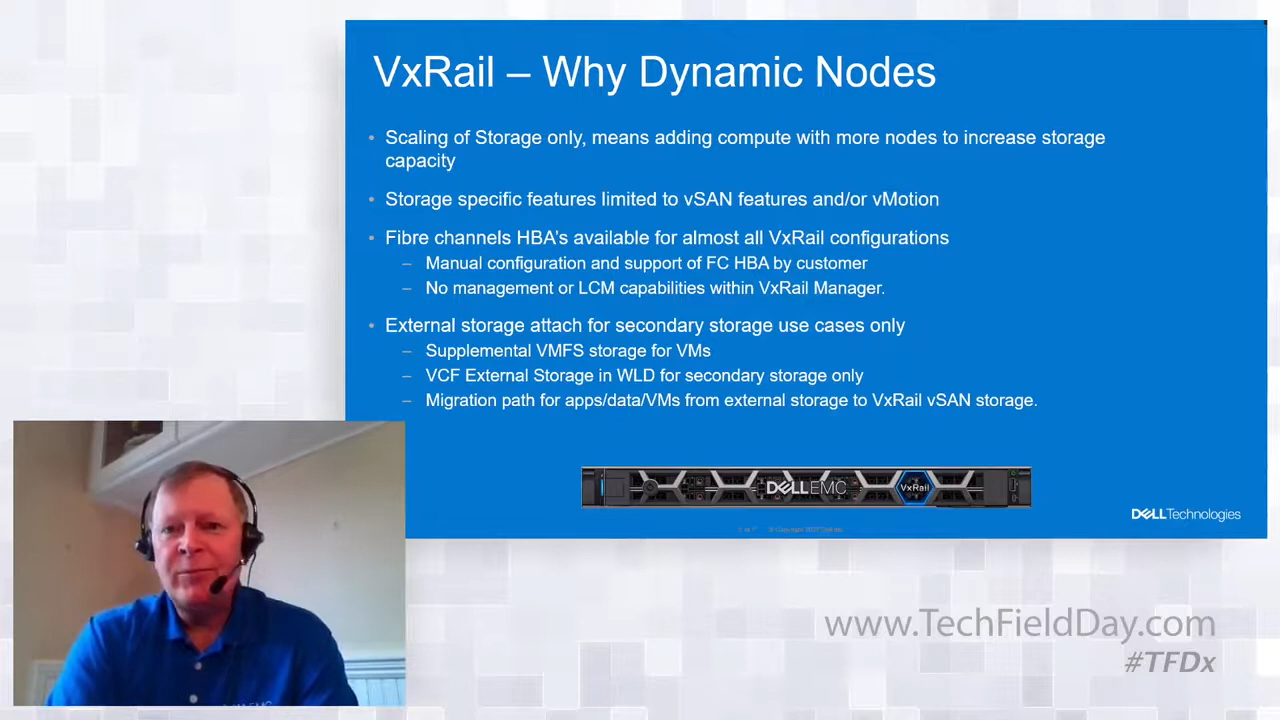 VxRail – Why Dynamic Nodes
• Scaling of Storage only, means adding compute with more nodes to increase storage
capacity
• Storage specific features limited to vSAN features and/or vMotion
• Fibre channels HBA's available for almost all VxRail configurations
– Manual configuration and support of FC HBA by customer
– No management or LCM capabilities within VxRail Manager.
• External storage attach for secondary storage use cases only
– Supplemental VMFS storage for VMs
– VCF External Storage in WLD for secondary storage only
– Migration path for apps/data/VMs from external storage to VxRail vSAN storage.
DELLEMC
VxRail
DELLTechnologies
www.TechFieldDay.com
#TFDx